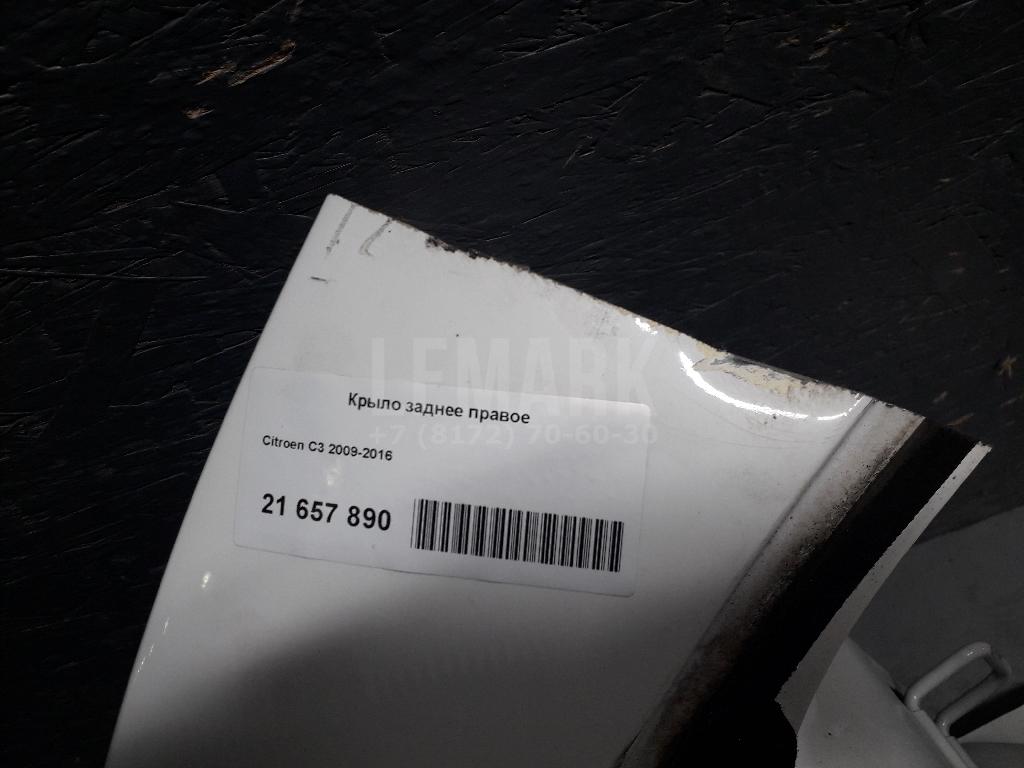 LEMARK
Крыло заднее правое
+7 (8172) 70-60-30
Citroen C3 2009-2016
21 657 890